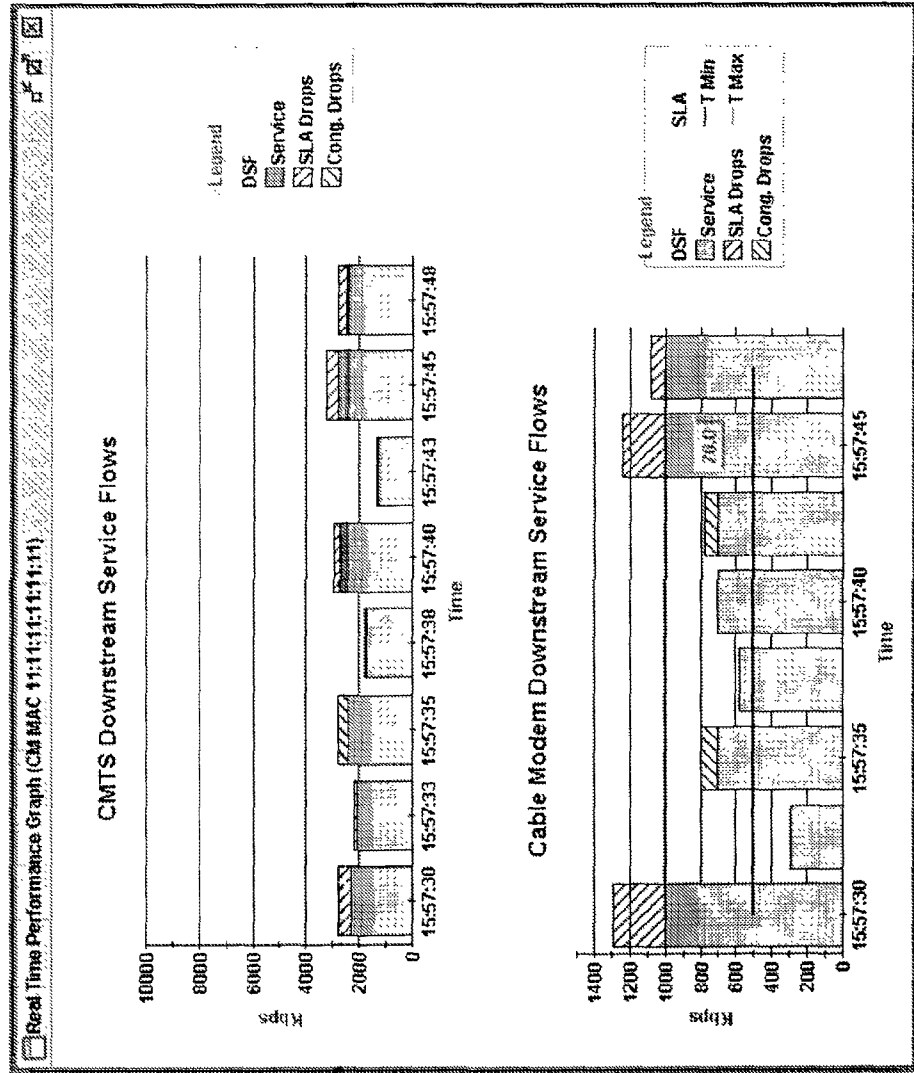 Real Time Performance Graph (CM MAC 11:11:11:11:11:11)
CMTS Downstream Service Flows
Kbps
10000
8000
6000
4000
2000
0
15:57:30
15:57:33
15:57:35
15:57:38
15:57:40
15:57:43
15:57:45
15:57:48
Time
Legend
DSF
Service
SLA Drops
Cong. Drops
Cable Modem Downstream Service Flows
Kbps
1400
1200
1000
800
600
400
200
0
20.0
15:57:30
15:57:35
15:57:40
15:57:45
Time
Legend
DSF SLA
Service T Min
SLA Drops T Max
Cong. Drops